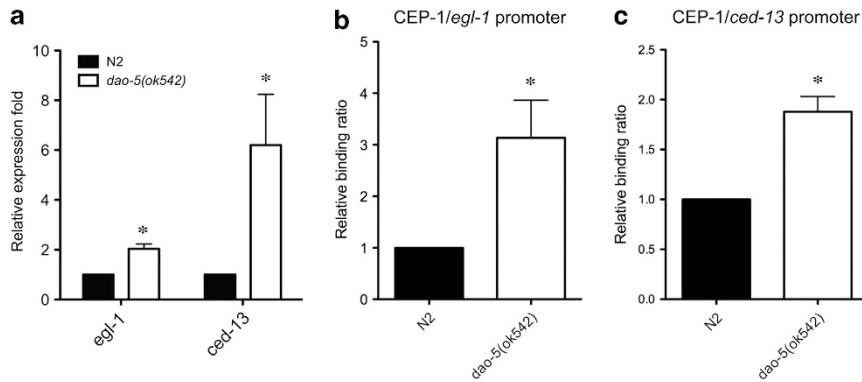 a
Relative expression fold
10
8
6
4
2
0
N2
dao-5(ok542)
*
*
egl-1
ced-13
b
CEP-1/egl-1 promoter
Relative binding ratio
5
4
3
2
1
0
*
N2
dao-5(ok542)
c
CEP-1/ced-13 promoter
Relative binding ratio
2.5
2.0
1.5
1.0
0.5
0.0
*
N2
dao-5(ok542)